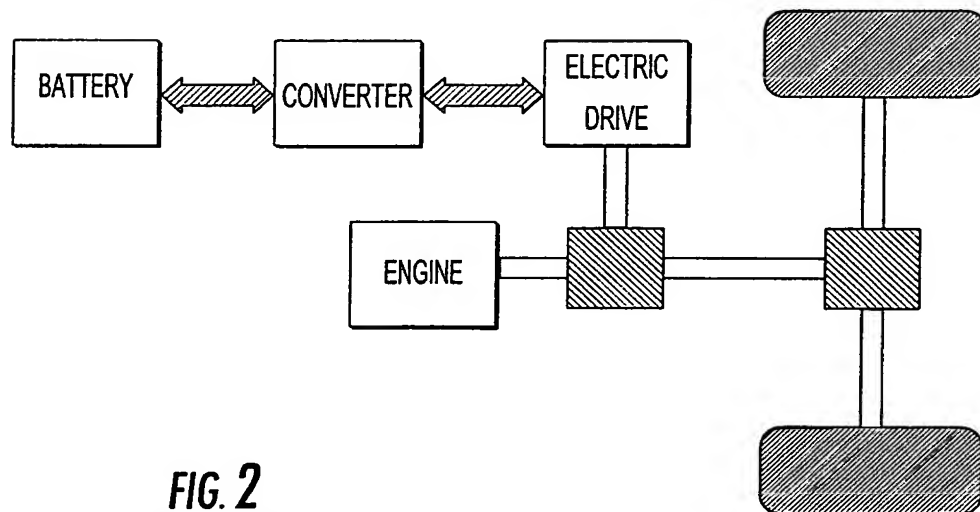 BATTERY
CONVERTER
ELECTRIC
DRIVE
ENGINE
FIG. 2